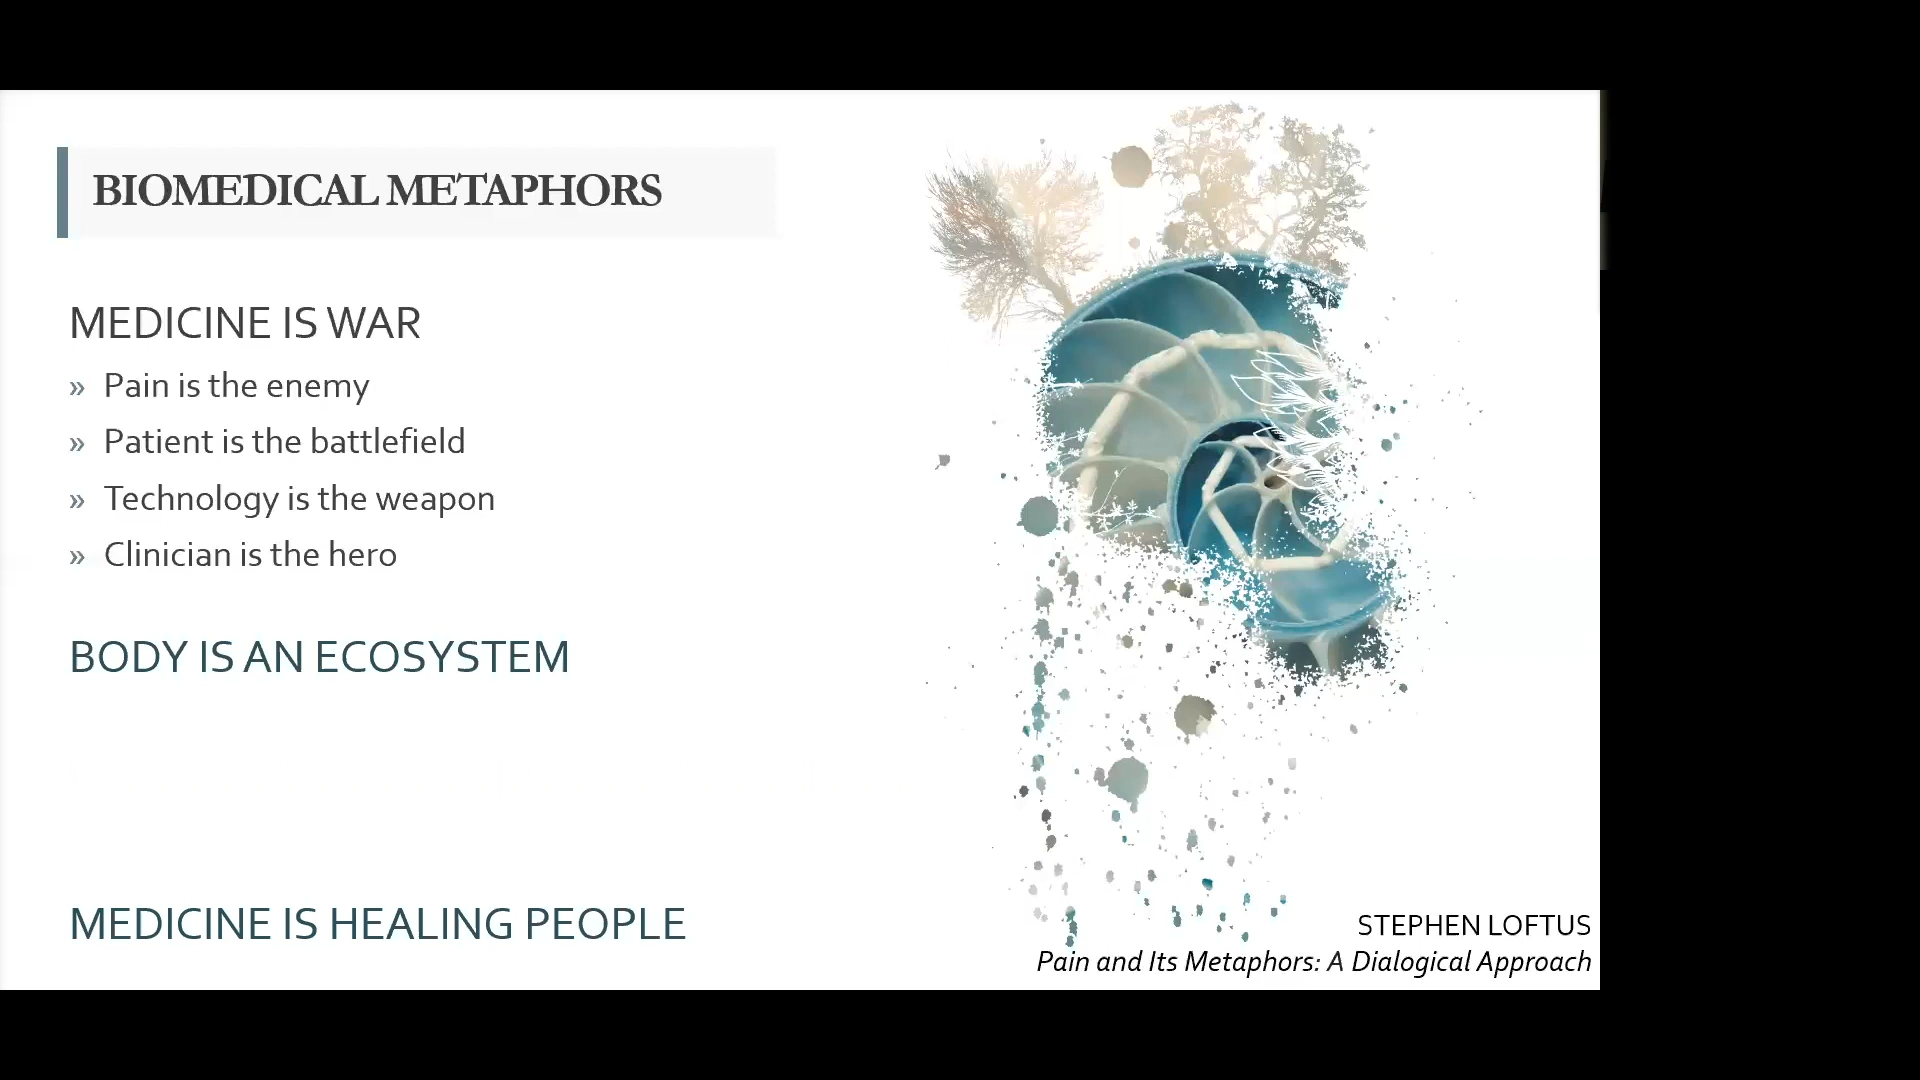 BIOMEDICAL METAPHORS
MEDICINE IS WAR
» Pain is the enemy
» Patient is the battlefield
» Technology is the weapon
» Clinician is the hero
BODY IS AN ECOSYSTEM
MEDICINE IS HEALING PEOPLE
STEPHEN LOFTUS
Pain and Its Metaphors: A Dialogical Approach